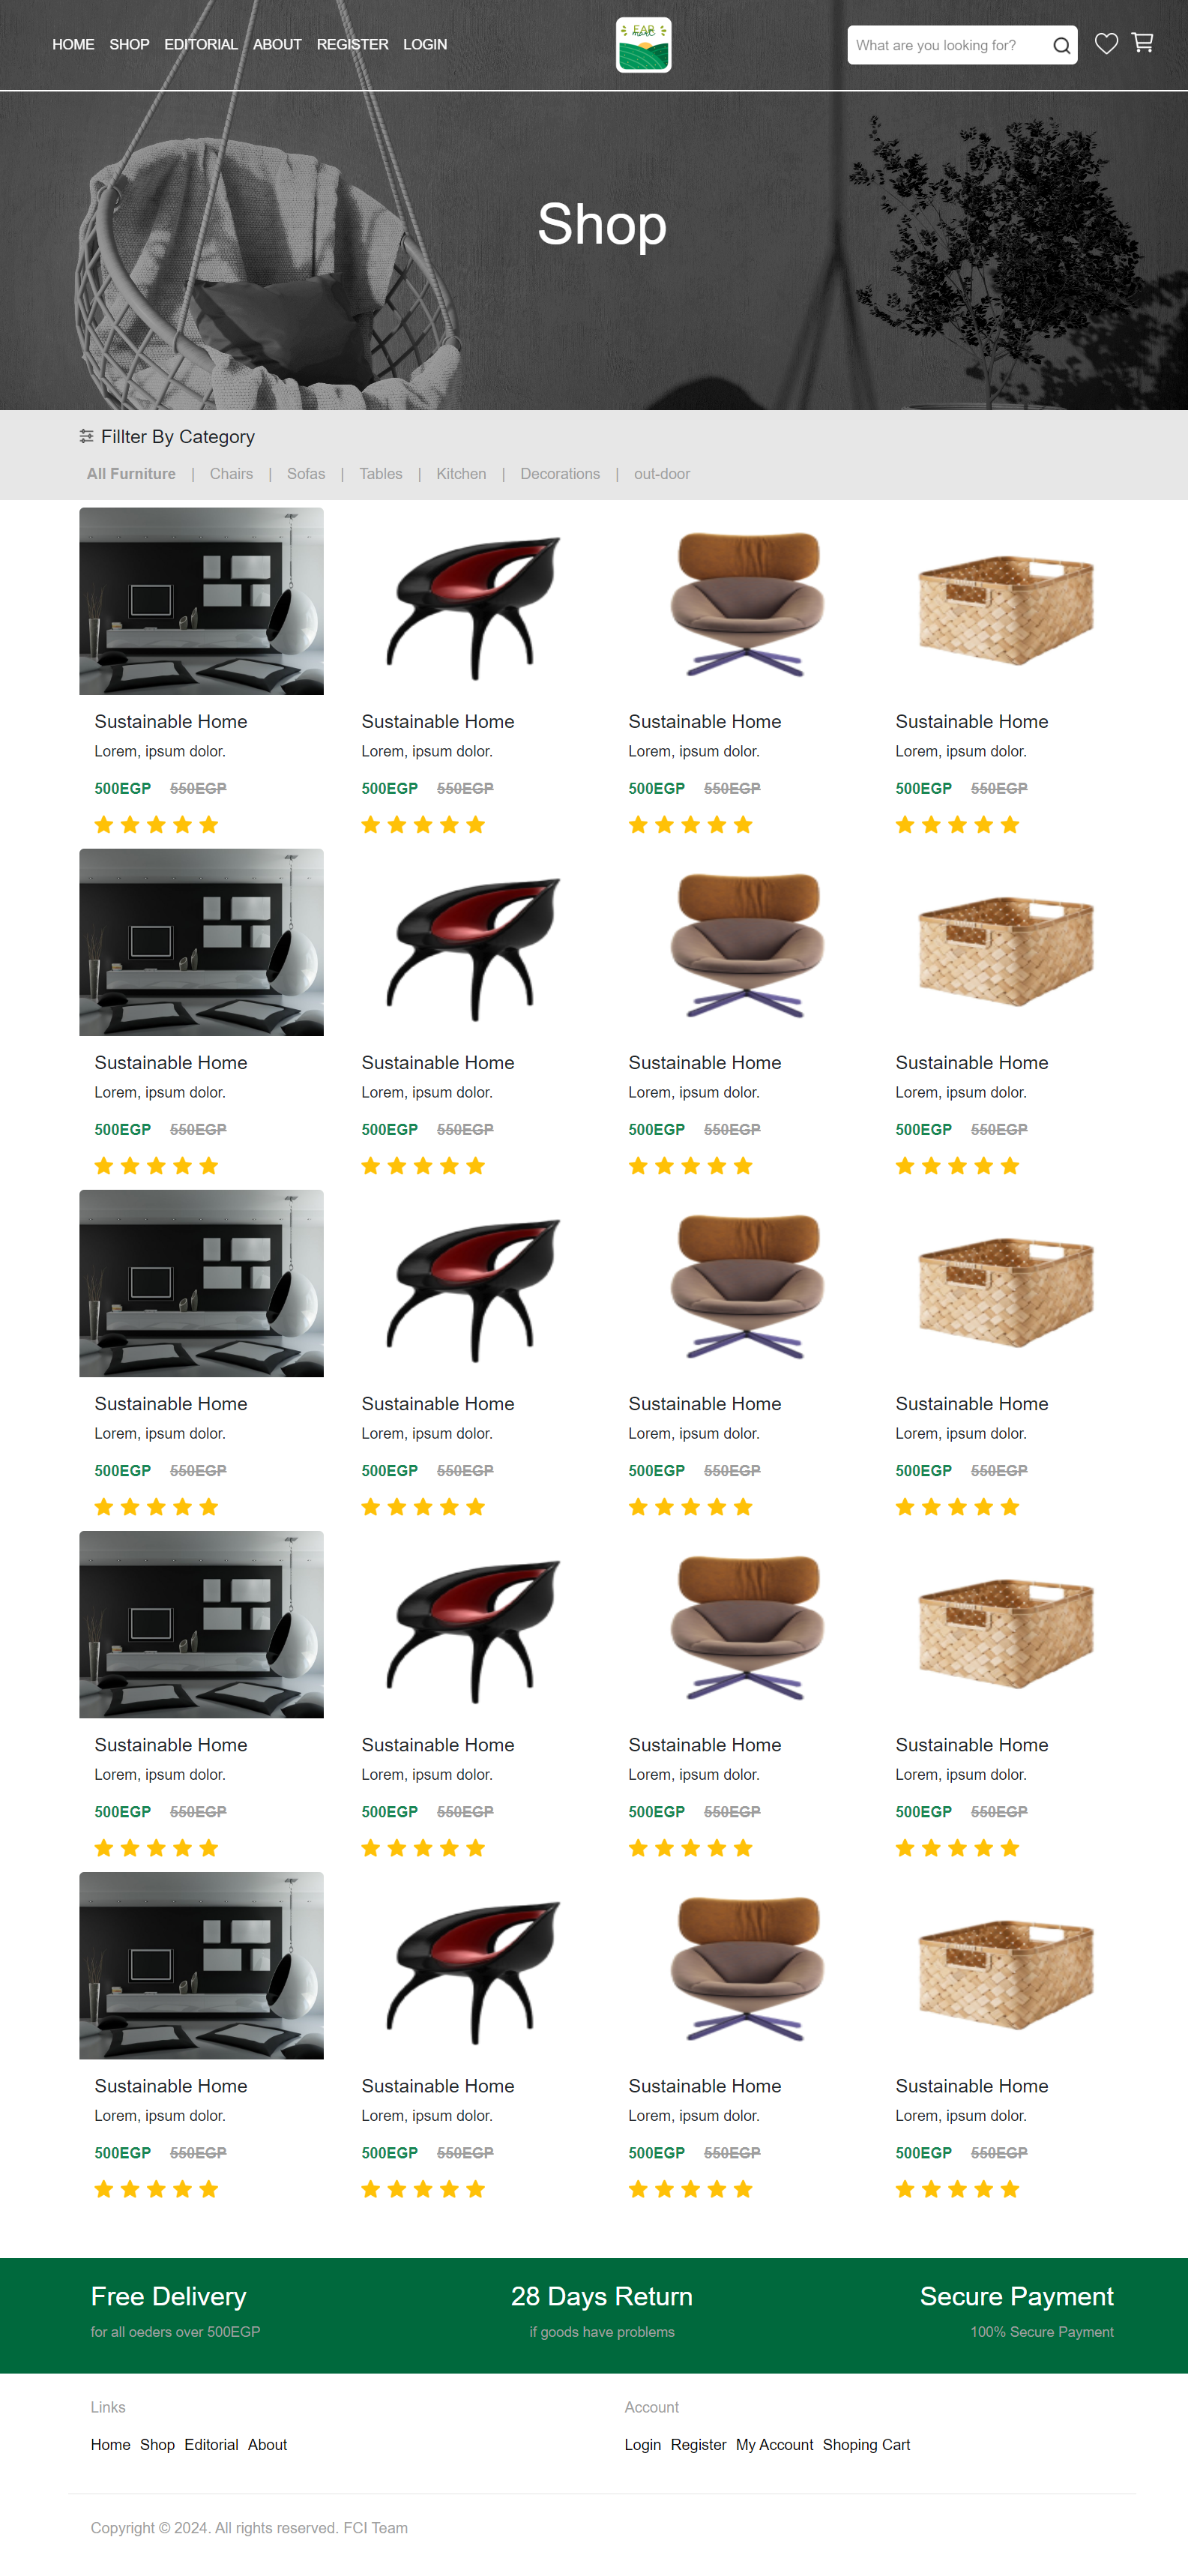 HOME SHOP EDITORIAL ABOUT REGISTER LOGIN
What are you looking for?
Shop
Fillter By Category
All Furniture | Chairs | Sofas | Tables | Kitchen | Decorations | out-door
Sustainable Home Sustainable Home Sustainable Home Sustainable Home
Lorem, ipsum dolor. Lorem, ipsum dolor. Lorem, ipsum dolor. Lorem, ipsum dolor.
500EGP 550EGP 500EGP 550EGP 500EGP 550EGP 500EGP 550EGP
Sustainable Home Sustainable Home Sustainable Home Sustainable Home
Lorem, ipsum dolor. Lorem, ipsum dolor. Lorem, ipsum dolor. Lorem, ipsum dolor.
500EGP 550EGP 500EGP 550EGP 500EGP 550EGP 500EGP 550EGP
Sustainable Home Sustainable Home Sustainable Home Sustainable Home
Lorem, ipsum dolor. Lorem, ipsum dolor. Lorem, ipsum dolor. Lorem, ipsum dolor.
500EGP 550EGP 500EGP 550EGP 500EGP 550EGP 500EGP 550EGP
Sustainable Home Sustainable Home Sustainable Home Sustainable Home
Lorem, ipsum dolor. Lorem, ipsum dolor. Lorem, ipsum dolor. Lorem, ipsum dolor.
500EGP 550EGP 500EGP 550EGP 500EGP 550EGP 500EGP 550EGP
Sustainable Home Sustainable Home Sustainable Home Sustainable Home
Lorem, ipsum dolor. Lorem, ipsum dolor. Lorem, ipsum dolor. Lorem, ipsum dolor.
500EGP 550EGP 500EGP 550EGP 500EGP 550EGP 500EGP 550EGP
Free Delivery 28 Days Return Secure Payment
for all oeders over 500EGP if goods have problems 100% Secure Payment
Links Account
Home Shop Editorial About Login Register My Account Shoping Cart
Copyright © 2024. All rights reserved. FCI Team